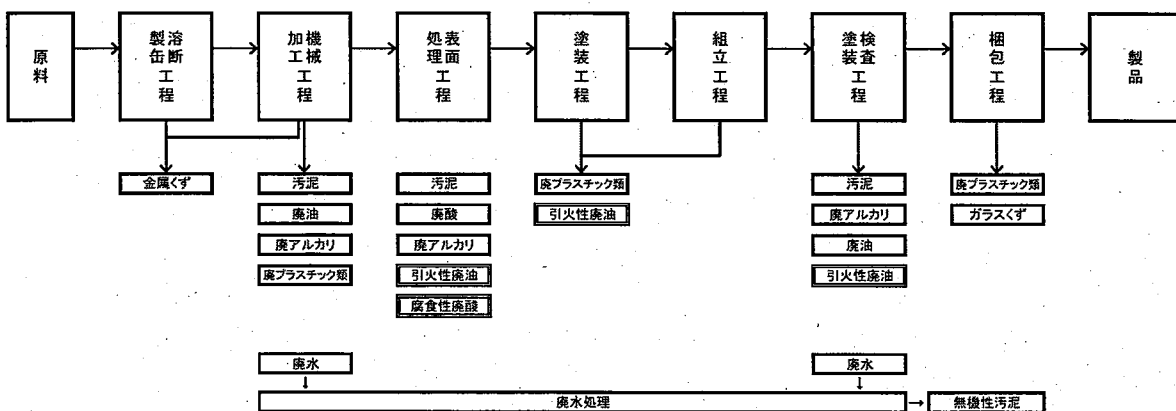 原料
溶断製缶工程
機械加工工程
表面処理工程
塗装工程
組立工程
検査塗装工程
梱包工程
製品
金属くず
汚泥
廃油
廃アルカリ
廃プラスチック類
汚泥
廃酸
廃アルカリ
引火性廃油
腐食性廃酸
廃プラスチック類
引火性廃油
汚泥
廃アルカリ
廃油
引火性廃油
廃プラスチック類
ガラスくず
廃水
廃水
廃水処理
無機性汚泥